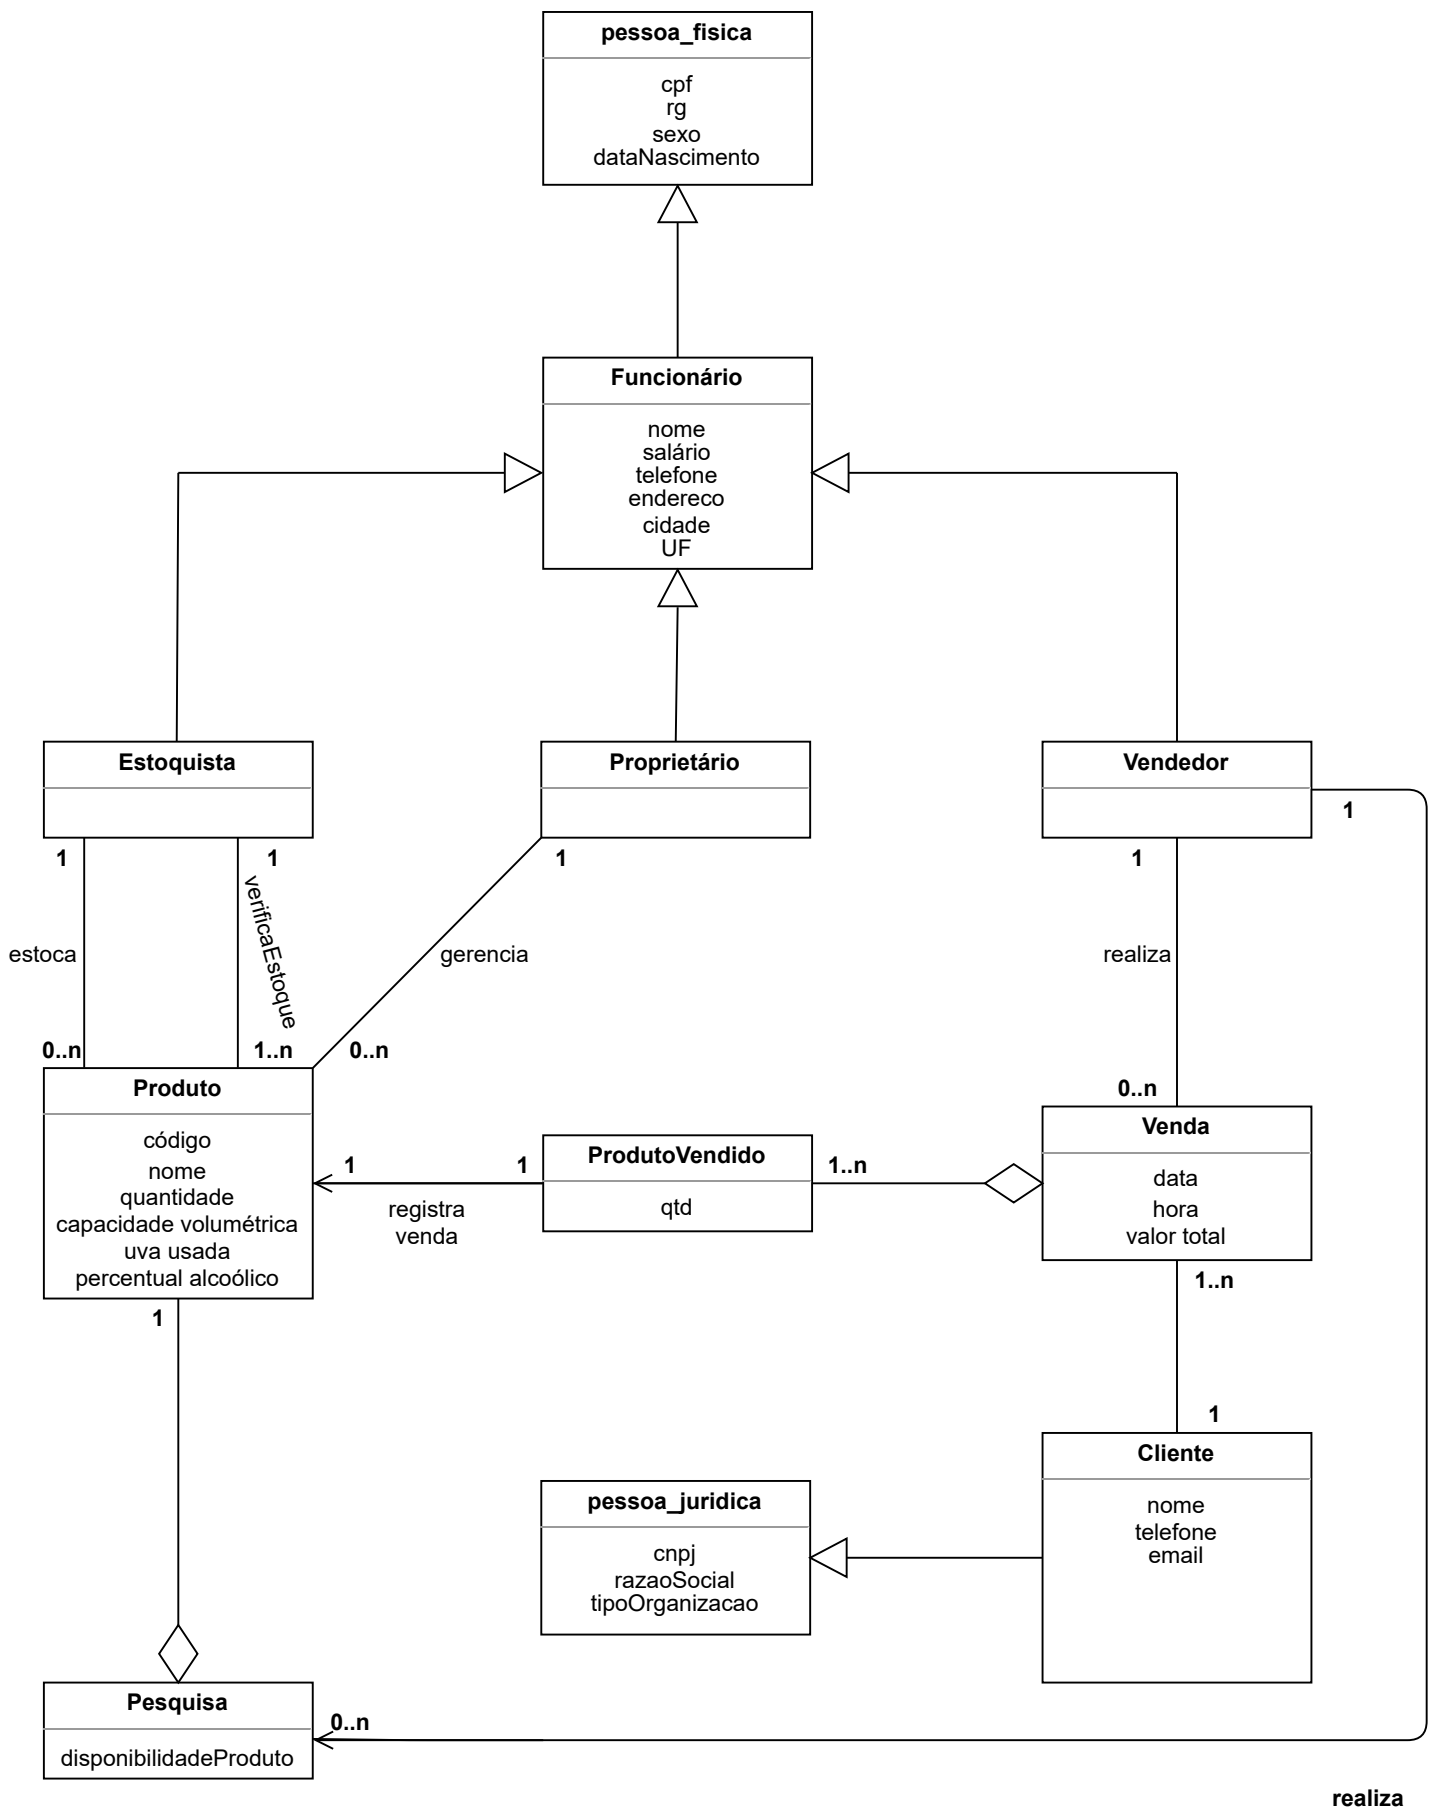 pessoa_fisica
cpf
rg
sexo
dataNascimento
Funcionário
nome
salário
telefone
endereco
cidade
UF
Estoquista
Proprietário
Vendedor
1
1
1
1
1
verificaEstoque
estoca
gerencia
realiza
0..n
1..n
0..n
0..n
Produto
código
nome
quantidade
capacidade volumétrica
uva usada
percentual alcoólico
1
1
registra
venda
ProdutoVendido
qtd
1..n
Venda
data
hora
valor total
1..n
1
1
Cliente
nome
telefone
email
pessoa_juridica
cnpj
razaoSocial
tipoOrganizacao
Pesquisa
disponibilidadeProduto
0..n
realiza